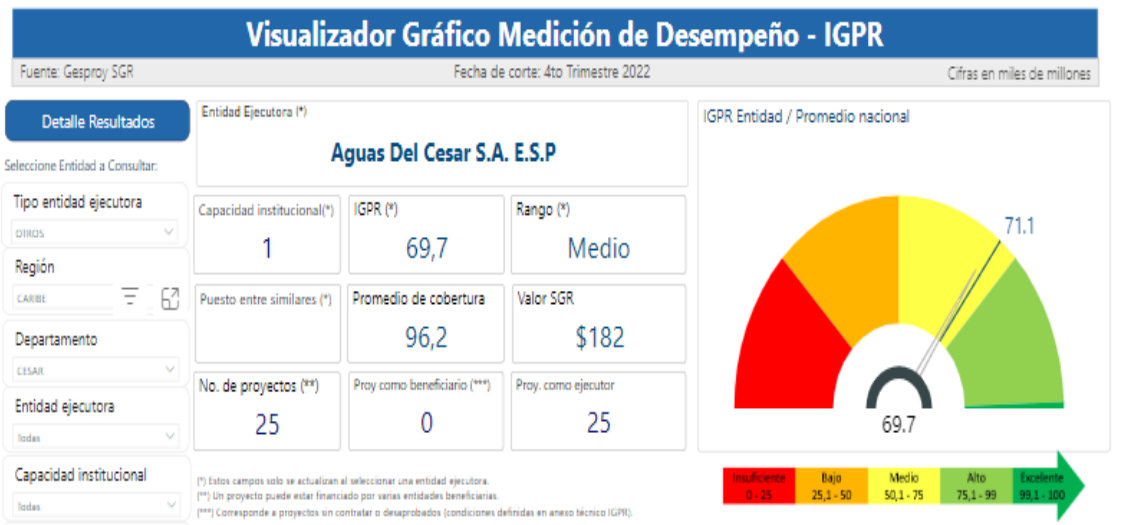 Visualizador Gráfico Medición de Desempeño - IGPR
Fuente: Gesproy SGR
Fecha de corte: 4to Trimestre 2022
Cifras en miles de millones
Detalle Resultados
Seleccione Entidad a Consultar:
Tipo entidad ejecutora
OTROS
Región
CARIBE
Departamento
CESAR
Entidad ejecutora
Todas
Capacidad institucional
Todas
Entidad Ejecutora (*)
Aguas Del Cesar S.A. E.S.P
Capacidad institucional(*)
1
IGPR (*)
69,7
Rango (*)
Medio
Puesto entre similares (*)
Promedio de cobertura
96,2
Valor SGR
$182
No. de proyectos (**)
25
Proy como beneficiario (***)
0
Proy. como ejecutor
25
(*) Estos campos solo se actualizan al seleccionar una entidad ejecutora.
(**) Un proyecto puede estar financiado por varias entidades beneficiarias.
(***) Corresponde a proyectos sin contratar o desaprobados (condiciones definidas en anexo técnico IGPR).
IGPR Entidad / Promedio nacional
71.1
69.7
Insuficiente
0 - 25
Bajo
25,1 - 50
Medio
50,1 - 75
Alto
75,1 - 99
Excelente
99,1 - 100